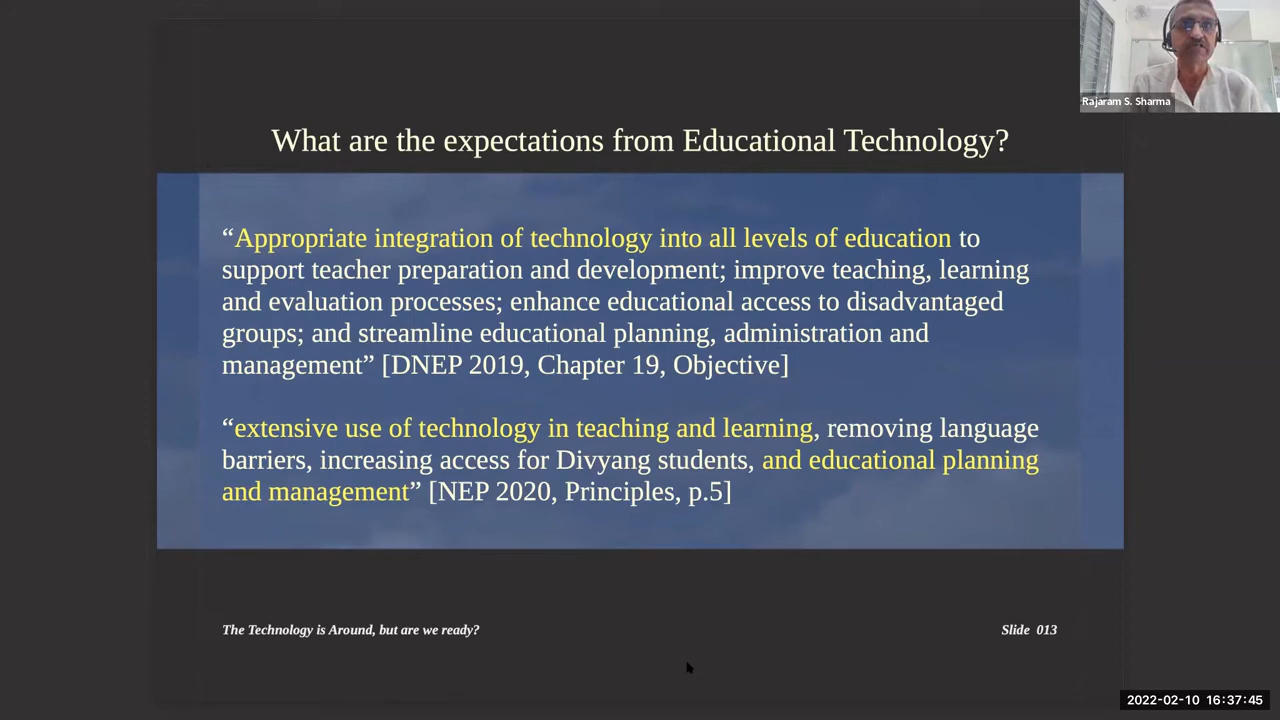 Rajaram S. Sharma
What are the expectations from Educational Technology?
“Appropriate integration of technology into all levels of education to
support teacher preparation and development; improve teaching, learning
and evaluation processes; enhance educational access to disadvantaged
groups; and streamline educational planning, administration and
management” [DNEP 2019, Chapter 19, Objective]
“extensive use of technology in teaching and learning, removing language
barriers, increasing access for Divyang students, and educational planning
and management” [NEP 2020, Principles, p.5]
The Technology is Around, but are we ready?
Slide 013
2022-02-10 16:37:45